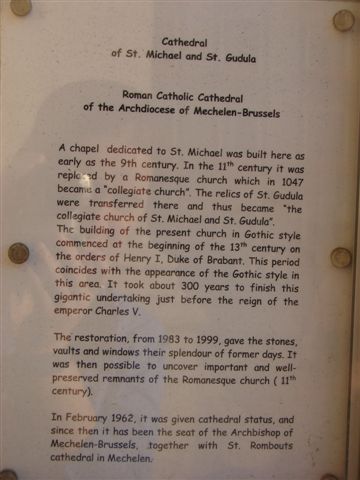 Cathedral
of St. Michael and St. Gudula
Roman Catholic Cathedral
of the Archdiocese of Mechelen-Brussels
A chapel dedicated to St. Michael was built here as
early as the 9th century. In the 11th century it was
replaced by a Romanesque church which in 1047
became a "collegiate church". The relics of St. Gudula
were transferred there and thus became "the
collegiate church of St. Michael and St. Gudula".
The building of the present church in Gothic style
commenced at the beginning of the 13th century on
the orders of Henry I, Duke of Brabant. This period
coincides with the appearance of the Gothic style in
this area. It took about 300 years to finish this
gigantic undertaking just before the reign of the
emperor Charles V.
The restoration, from 1983 to 1999, gave the stones,
vaults and windows their splendour of former days. It
was then possible to uncover important and well-
preserved remnants of the Romanesque church ( 11th
century).
In February 1962, it was given cathedral status, and
since then it has been the seat of the Archbishop of
Mechelen-Brussels, together with St. Rombouts
cathedral in Mechelen.